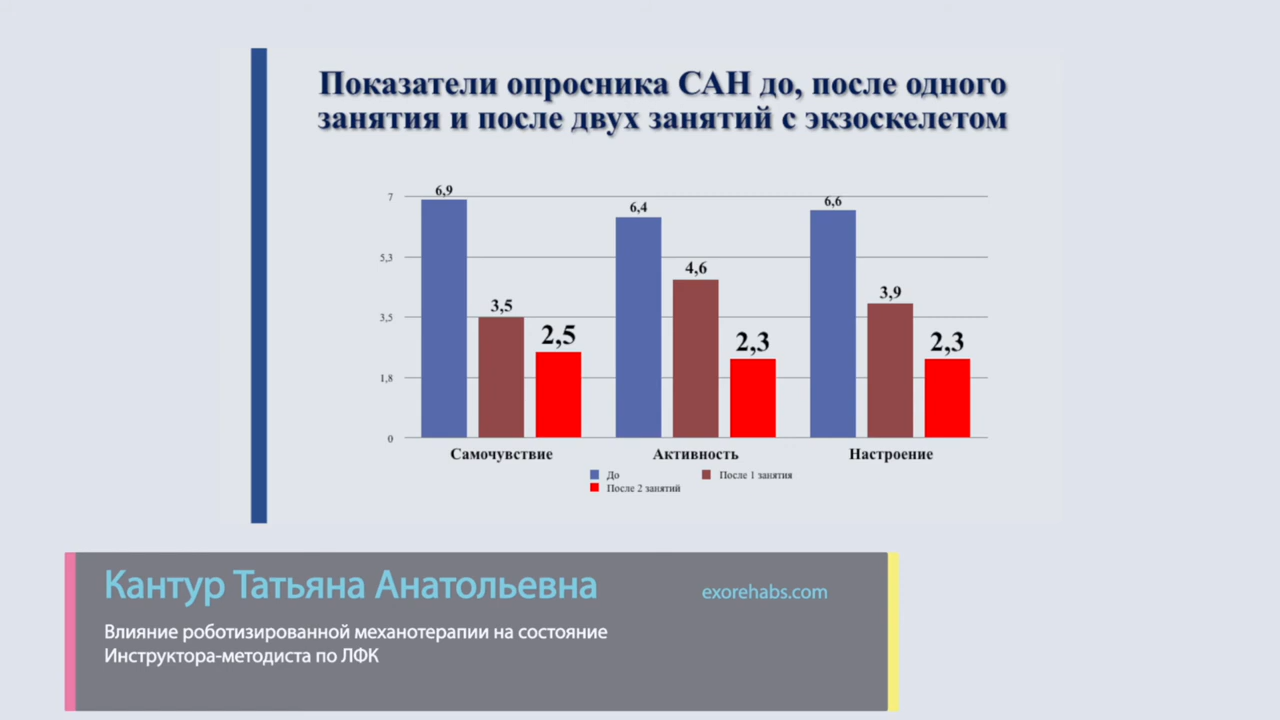 Показатели опросника САН до, после одного
занятия и после двух занятий с экзоскелетом
7
5,3
3,5
1,8
0
6,9
3,5
2,5
6,4
4,6
2,3
6,6
3,9
2,3
Самочувствие
Активность
Настроение
До
После 1 занятия
После 2 занятий
Кантур Татьяна Анатольевна
exorehabs.com
Влияние роботизированной механотерапии на состояние
Инструктора-методиста по ЛФК